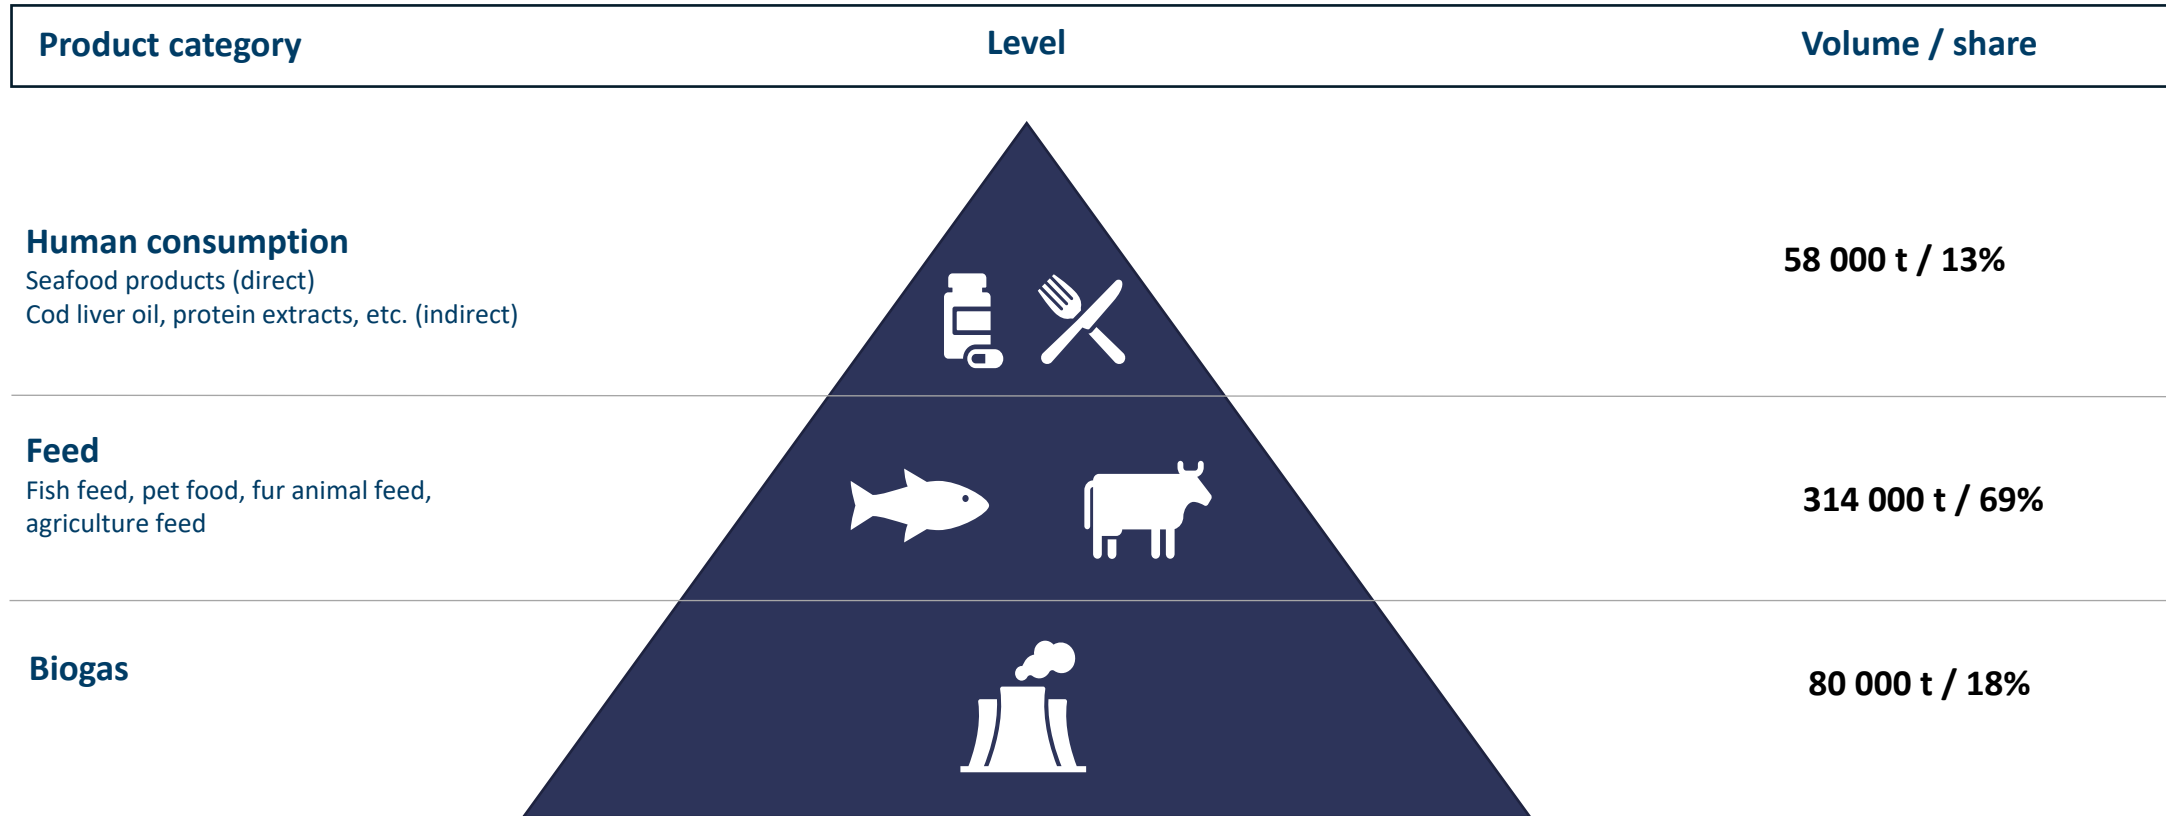 Product category
Level
Volume / share
Human consumption
Seafood products (direct)
Cod liver oil, protein extracts, etc. (indirect)
58 000 t / 13%
Feed
Fish feed, pet food, fur animal feed,
agriculture feed
314 000 t / 69%
Biogas
80 000 t / 18%